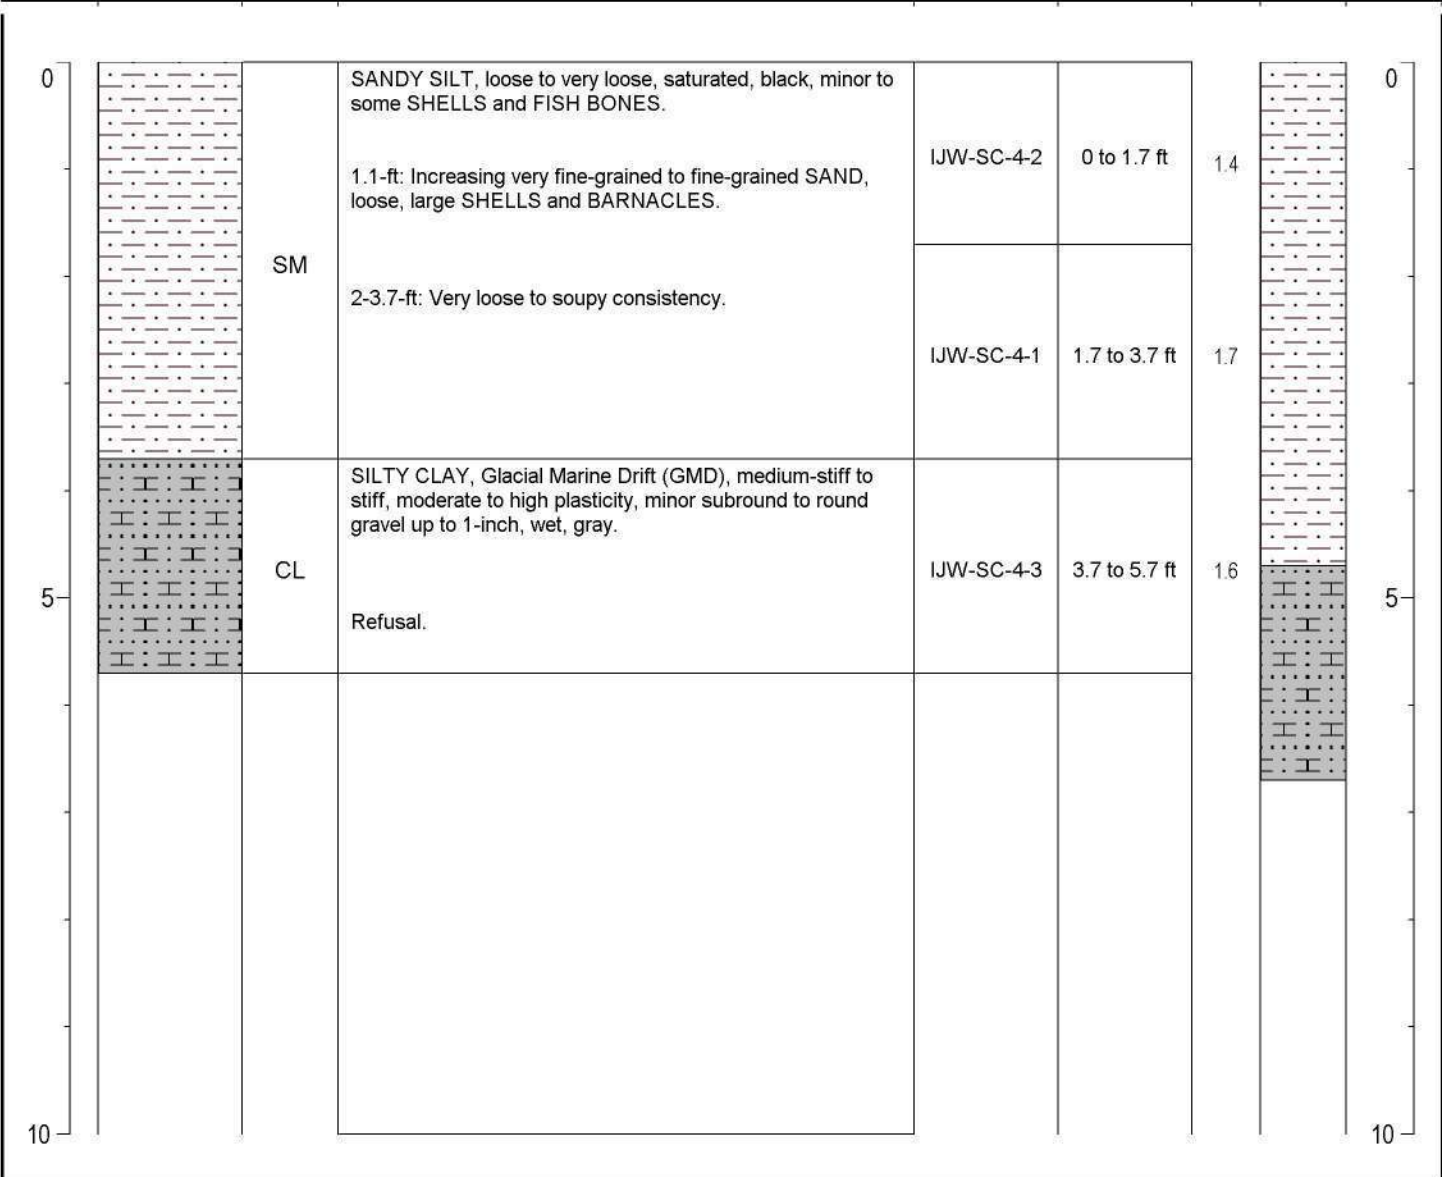 0
SANDY SILT, loose to very loose, saturated, black, minor to
some SHELLS and FISH BONES.
0
IJW-SC-4-2
0 to 1.7 ft
1.4
1.1-ft: Increasing very fine-grained to fine-grained SAND,
loose, large SHELLS and BARNACLES.
SM
2-3.7-ft: Very loose to soupy consistency.
IJW-SC-4-1
1.7 to 3.7 ft
1.7
SILTY CLAY, Glacial Marine Drift (GMD), medium-stiff to
stiff, moderate to high plasticity, minor subround to round
gravel up to 1-inch, wet, gray.
CL
IJW-SC-4-3
3.7 to 5.7 ft
1.6
5
5
Refusal.
10
10